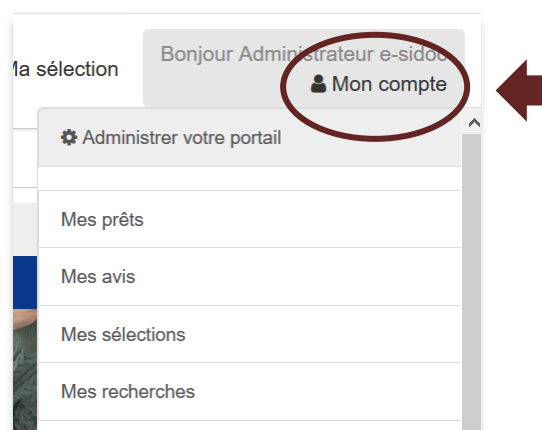 Bonjour Administrateur e-sidoc
Ma sélection
Mon compte
Administrer votre portail
Mes prêts
Mes avis
Mes sélections
Mes recherches